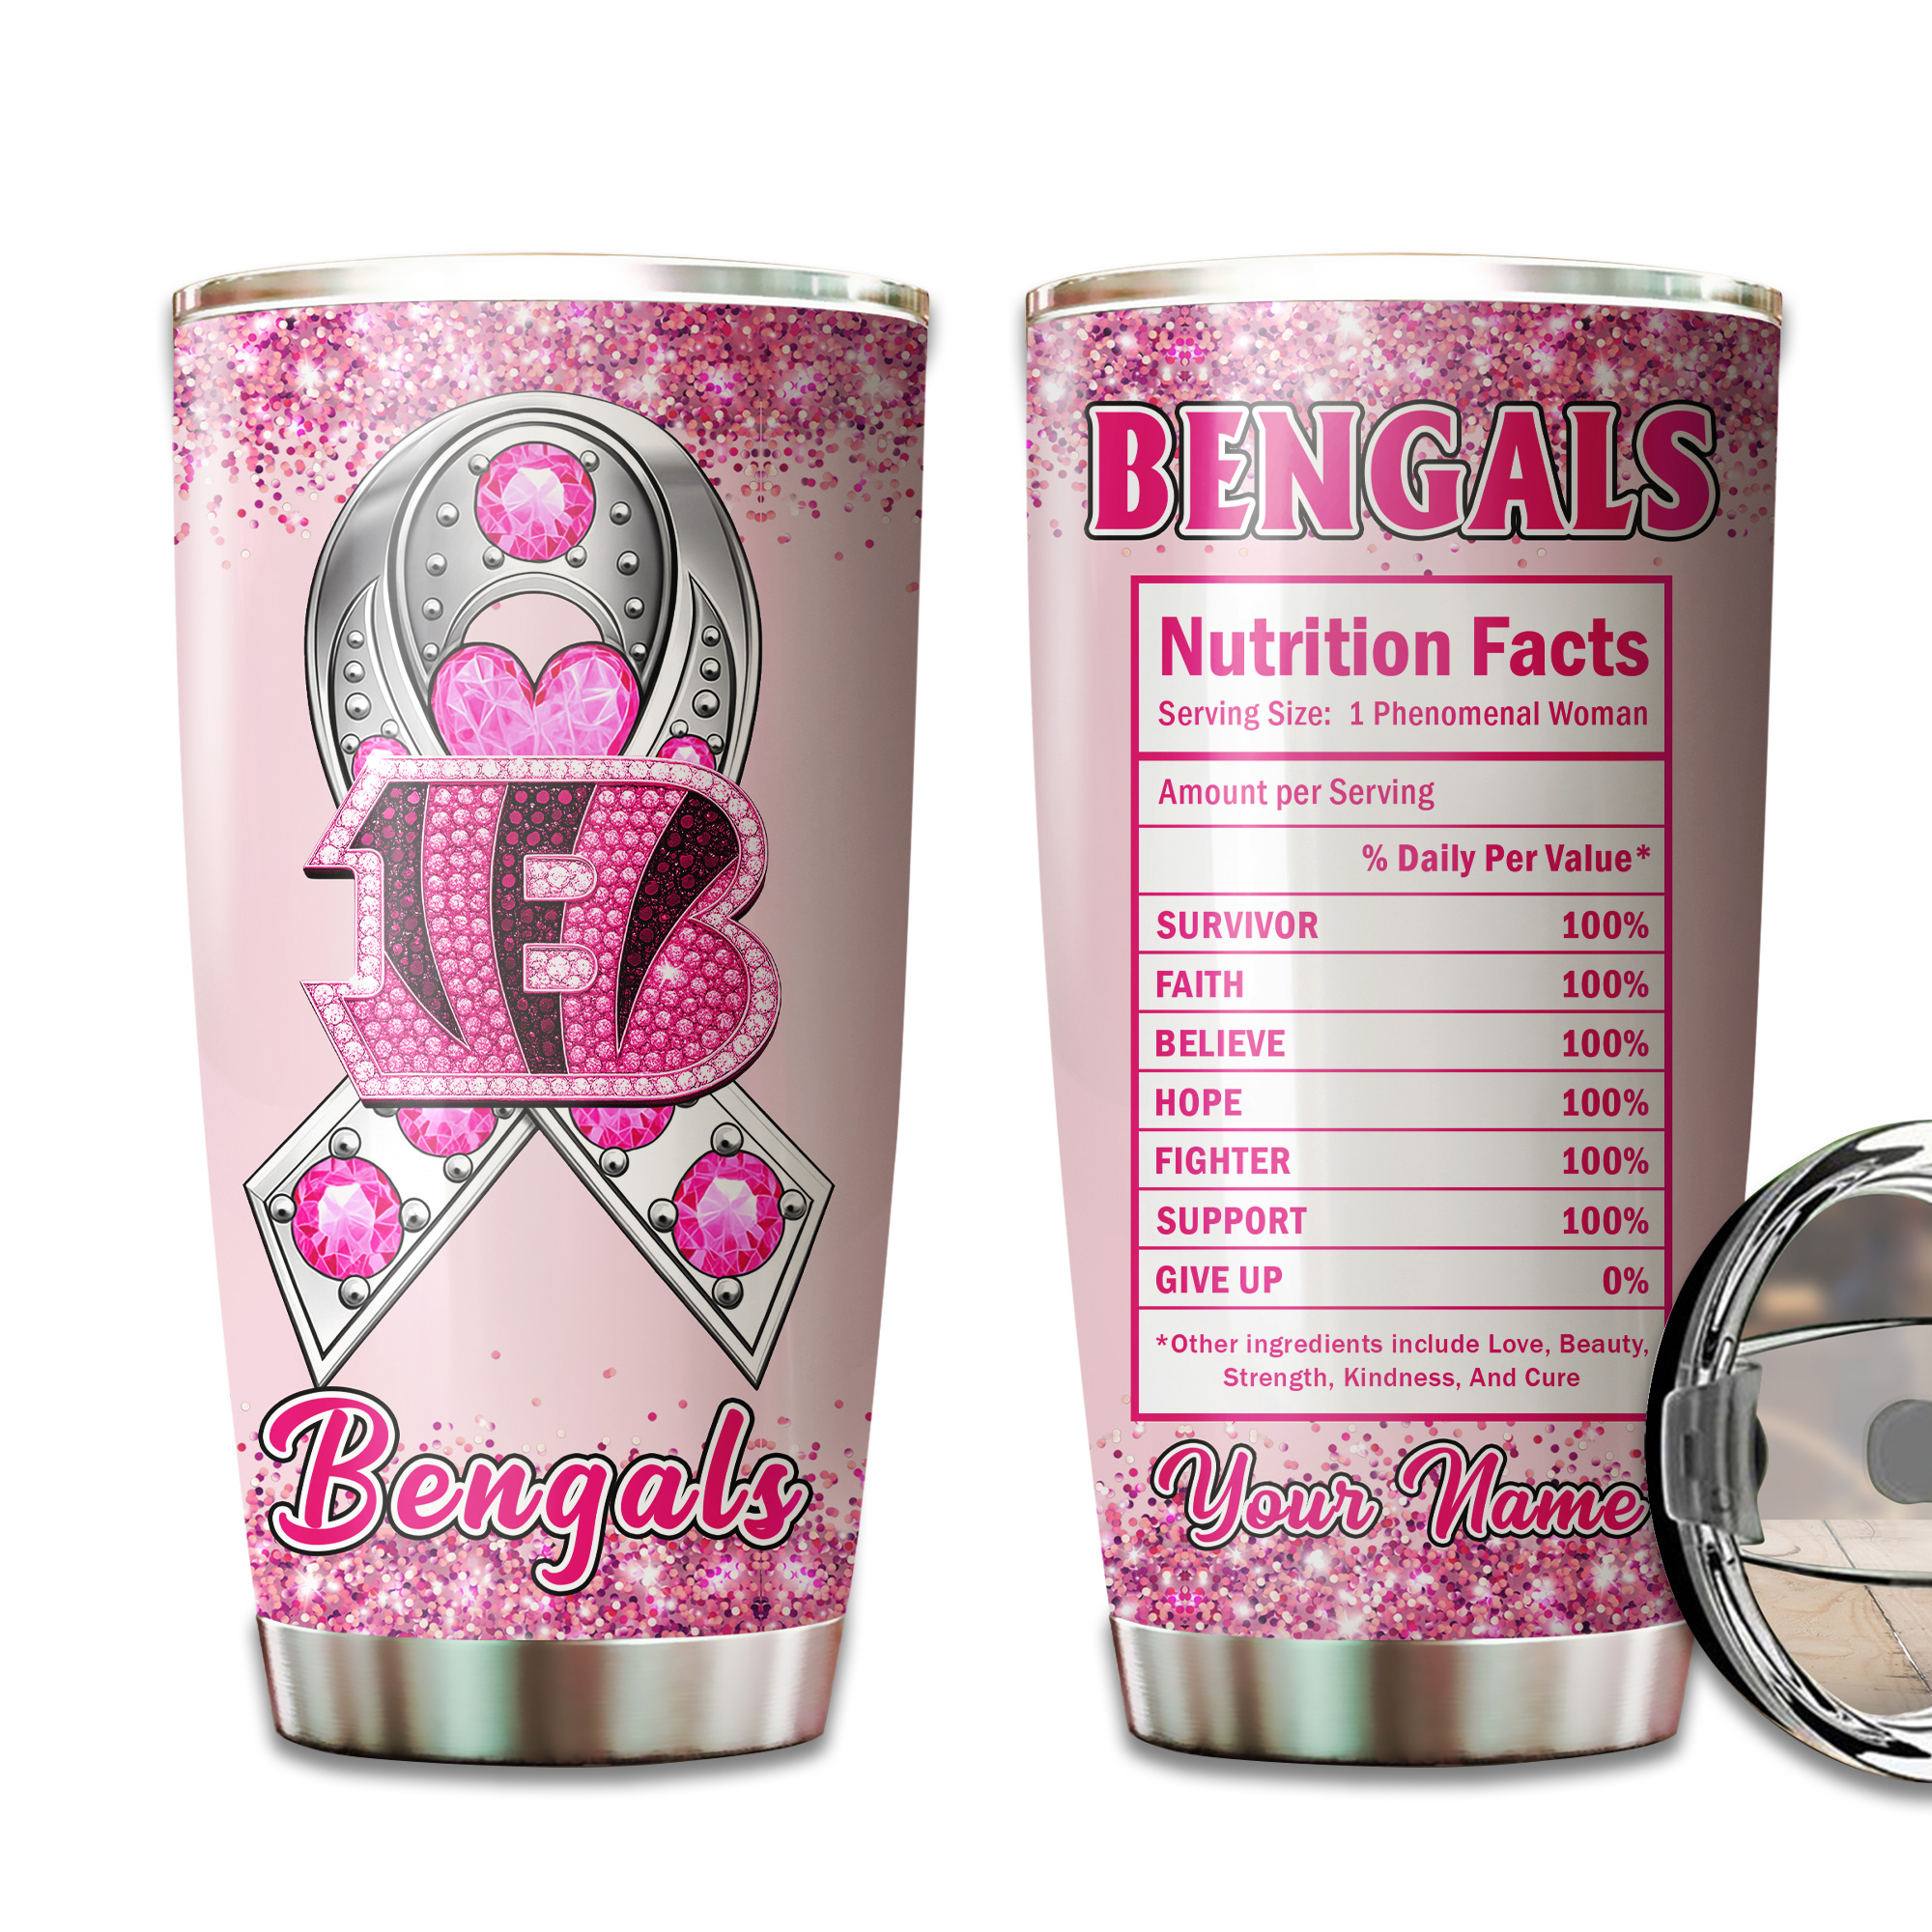 B
Bengals
BENGALS
Nutrition Facts
Serving Size: 1 Phenomenal Woman
Amount per Serving
% Daily Per Value*
SURVIVOR 100%
FAITH 100%
BELIEVE 100%
HOPE 100%
FIGHTER 100%
SUPPORT 100%
GIVE UP 0%
*Other ingredients include Love, Beauty,
Strength, Kindness, And Cure
Your Name